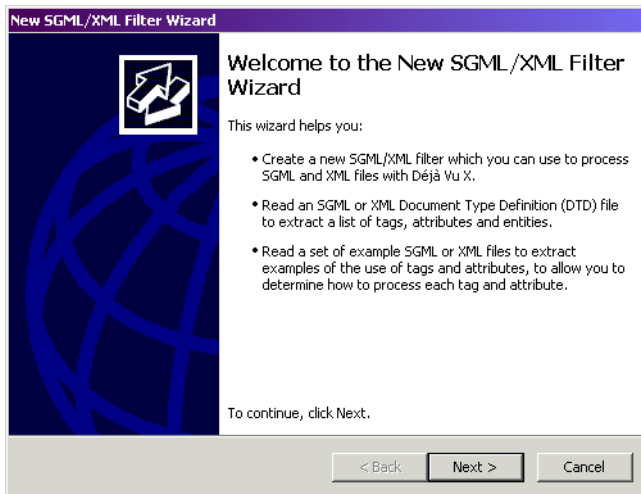 New SGML/XML Filter Wizard
Welcome to the New SGML/XML Filter
Wizard
This wizard helps you:
• Create a new SGML/XML filter which you can use to process
SGML and XML files with Déjà Vu X.
• Read an SGML or XML Document Type Definition (DTD) file
to extract a list of tags, attributes and entities.
• Read a set of example SGML or XML files to extract
examples of the use of tags and attributes, to allow you to
determine how to process each tag and attribute.
To continue, click Next.
< Back Next > Cancel